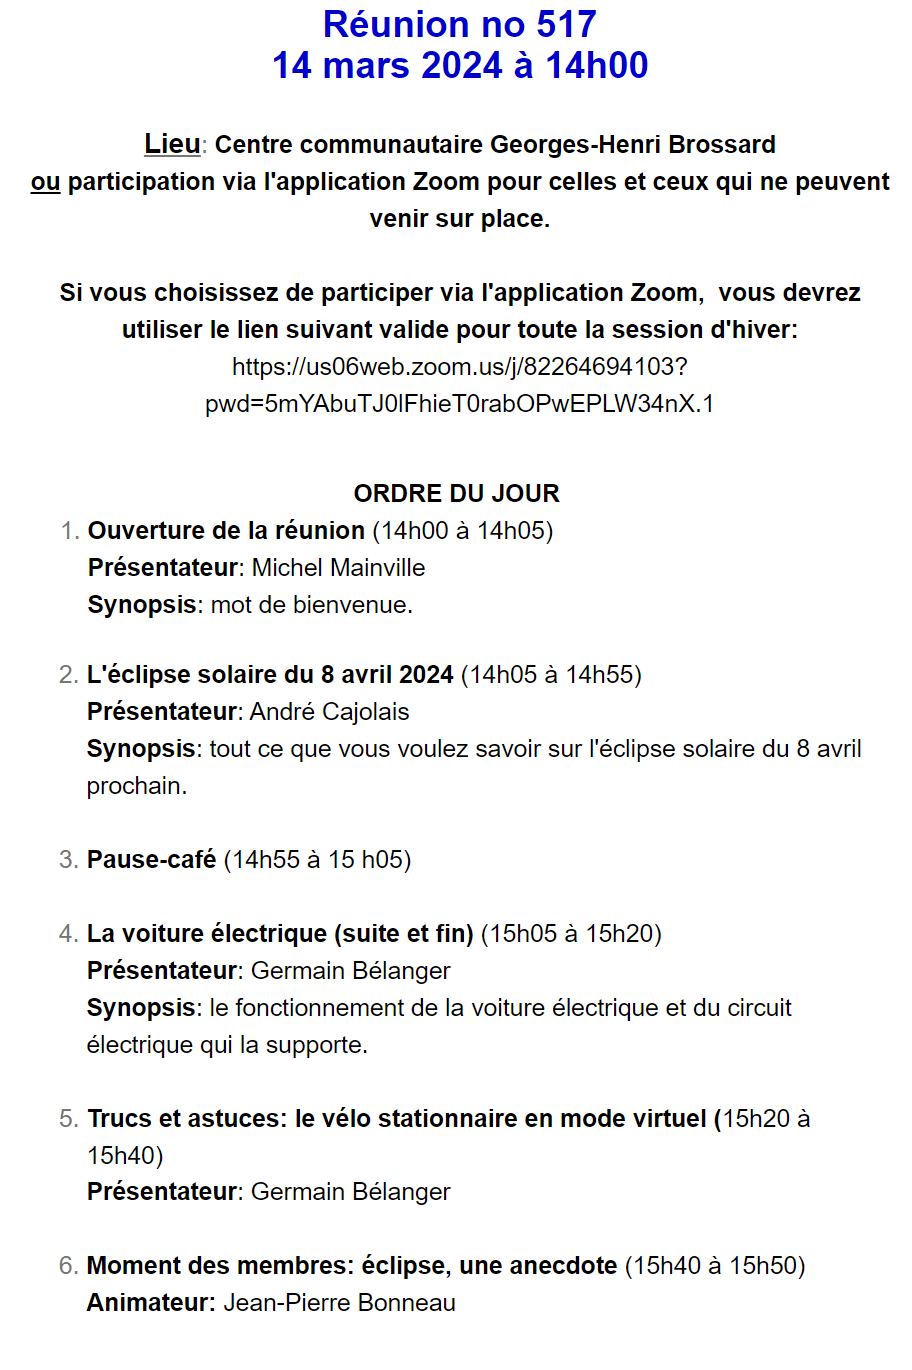 Réunion no 517
14 mars 2024 à 14h00
Lieu: Centre communautaire Georges-Henri Brossard
ou participation via l'application Zoom pour celles et ceux qui ne peuvent
venir sur place.
Si vous choisissez de participer via l'application Zoom,  vous devrez
utiliser le lien suivant valide pour toute la session d'hiver:
https://us06web.zoom.us/j/82264694103?
pwd=5mYAbuTJ0lFhieT0rabOPwEPLW34nX.1
ORDRE DU JOUR
1. Ouverture de la réunion (14h00 à 14h05)
Présentateur: Michel Mainville
Synopsis: mot de bienvenue.
2. L'éclipse solaire du 8 avril 2024 (14h05 à 14h55)
Présentateur: André Cajolais
Synopsis: tout ce que vous voulez savoir sur l'éclipse solaire du 8 avril
prochain.
3. Pause-café (14h55 à 15 h05)
4. La voiture électrique (suite et fin) (15h05 à 15h20)
Présentateur: Germain Bélanger
Synopsis: le fonctionnement de la voiture électrique et du circuit
électrique qui la supporte.
5. Trucs et astuces: le vélo stationnaire en mode virtuel (15h20 à
15h40)
Présentateur: Germain Bélanger
6. Moment des membres: éclipse, une anecdote (15h40 à 15h50)
Animateur: Jean-Pierre Bonneau